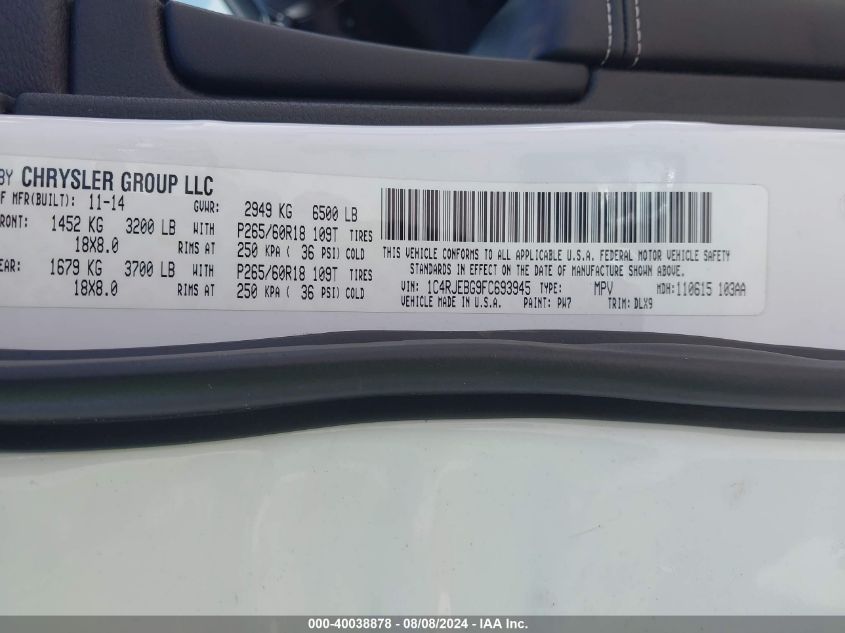 BY CHRYSLER GROUP LLC
F MFR(BUILT): 11-14 GVWR: 2949 KG 6500 LB
RONT: 1452 KG 3200 LB WITH P265/60R18 109T TIRES
18X8.0 RIMS AT 250 KPA ( 36 PSI) COLD
EAR: 1679 KG 3700 LB WITH P265/60R18 109T TIRES
18X8.0 RIMS AT 250 KPA ( 36 PSI) COLD
THIS VEHICLE CONFORMS TO ALL APPLICABLE U.S.A. FEDERAL MOTOR VEHICLE SAFETY
STANDARDS IN EFFECT ON THE DATE OF MANUFACTURE SHOWN ABOVE.
VIN: 1C4RJEBG9FC693945 TYPE: MPV MDH: 110615 103AA
VEHICLE MADE IN U.S.A. PAINT: PW7 TRIM: DLX9
000-40038878 - 08/08/2024 - IAA Inc.